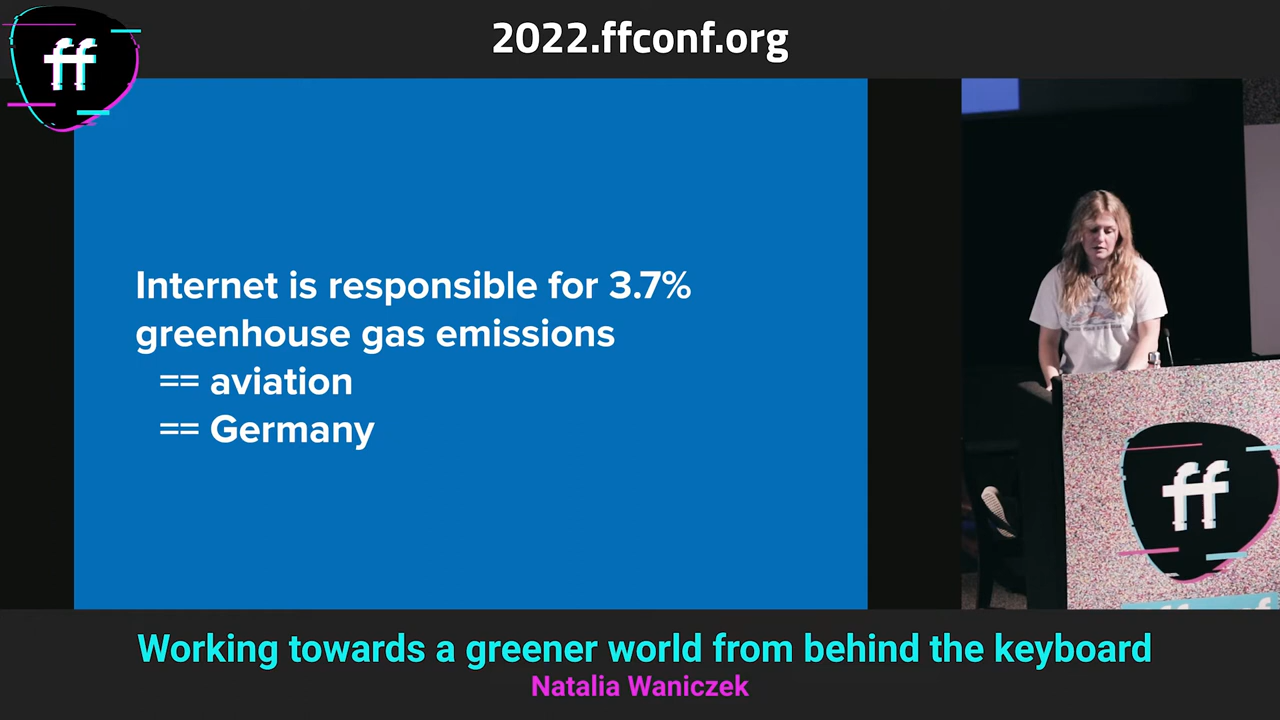 2022.ffconf.org
ff
Internet is responsible for 3.7%
greenhouse gas emissions
== aviation
== Germany
ff
Working towards a greener world from behind the keyboard
Natalia Waniczek